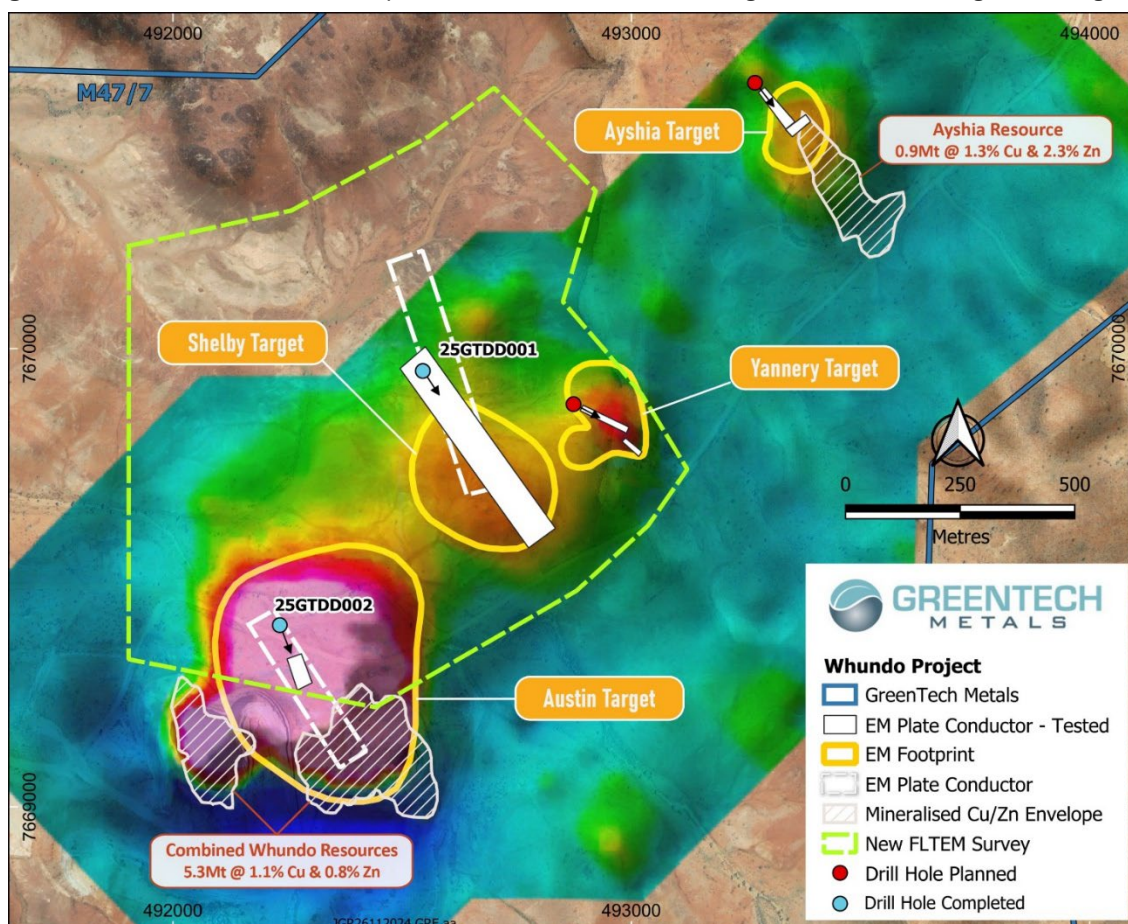 492000
493000
494000
M47/7
Ayshia Target
Ayshia Resource
0.9Mt @ 1.3% Cu & 2.3% Zn
7670000
7670000
Shelby Target
25GTDD001
Yannery Target
0 250 500
Metres
25GTDD002
Austin Target
7669000
Combined Whundo Resources
5.3Mt @ 1.1% Cu & 0.8% Zn
492000
493000
GREENTECH
METALS
Whundo Project
GreenTech Metals
EM Plate Conductor - Tested
EM Footprint
EM Plate Conductor
Mineralised Cu/Zn Envelope
New FLTEM Survey
Drill Hole Planned
Drill Hole Completed